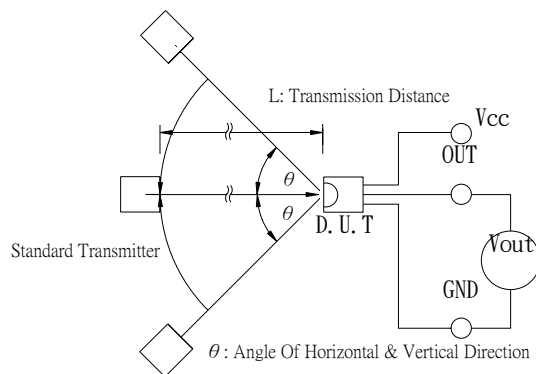 L: Transmission Distance
Vcc
OUT
θ
θ
D.U.T
Standard Transmitter
Vout
GND
θ: Angle Of Horizontal & Vertical Direction